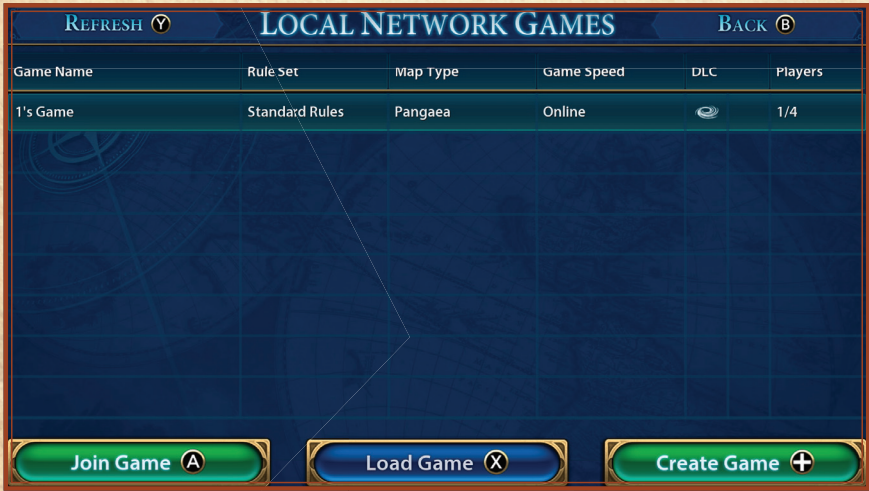 REFRESH Y LOCAL NETWORK GAMES BACK B
Game Name Rule Set Map Type Game Speed DLC Players
1's Game Standard Rules Pangaea Online 1/4
Join Game A Load Game X Create Game +